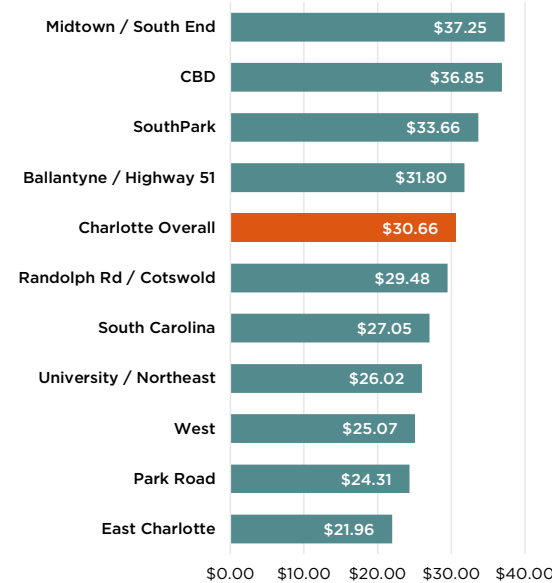 Midtown / South End $37.25
CBD $36.85
SouthPark $33.66
Ballantyne / Highway 51 $31.80
Charlotte Overall $30.66
Randolph Rd / Cotswold $29.48
South Carolina $27.05
University / Northeast $26.02
West $25.07
Park Road $24.31
East Charlotte $21.96
$0.00 $10.00 $20.00 $30.00 $40.00